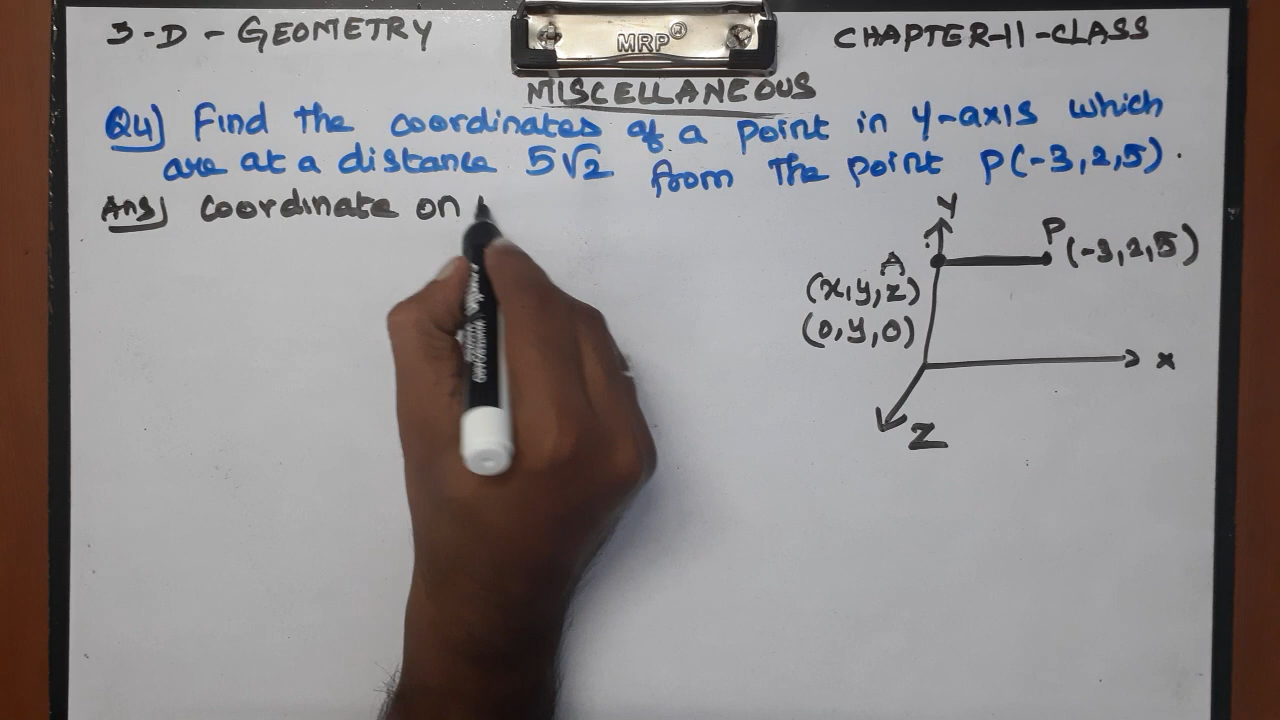 3-D-GEOMETRY
MRP®
CHAPTER-11-CLASS
MISCELLANEOUS
Q4) Find the coordinates of a point in y-axis which
are at a distance 5√2 from the point P(-3,2,5).
Ans) Coordinate on
Y
P
A
(-3,2,5)
(x,y,z)
(0,y,0)
x
Z